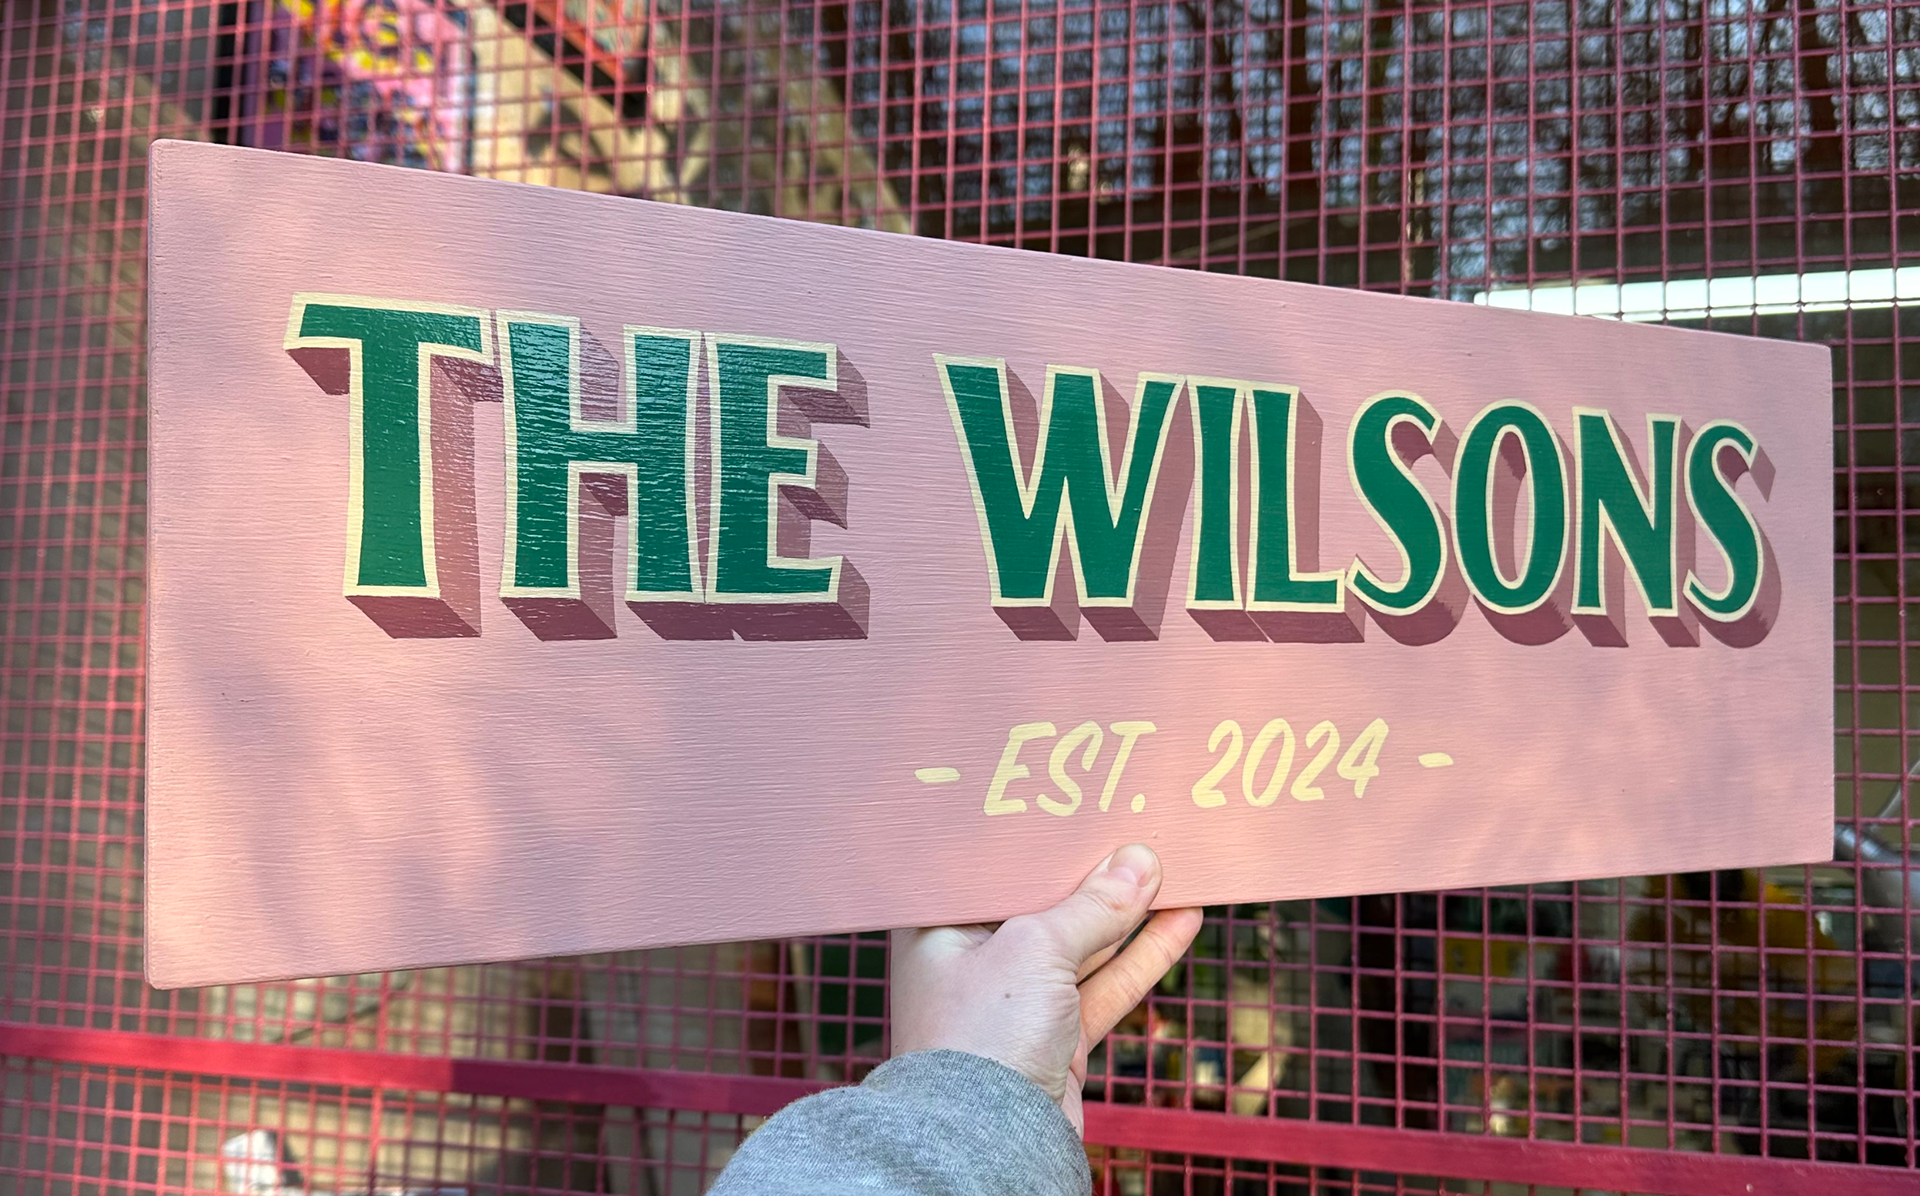 THE WILSONS
- EST. 2024 -